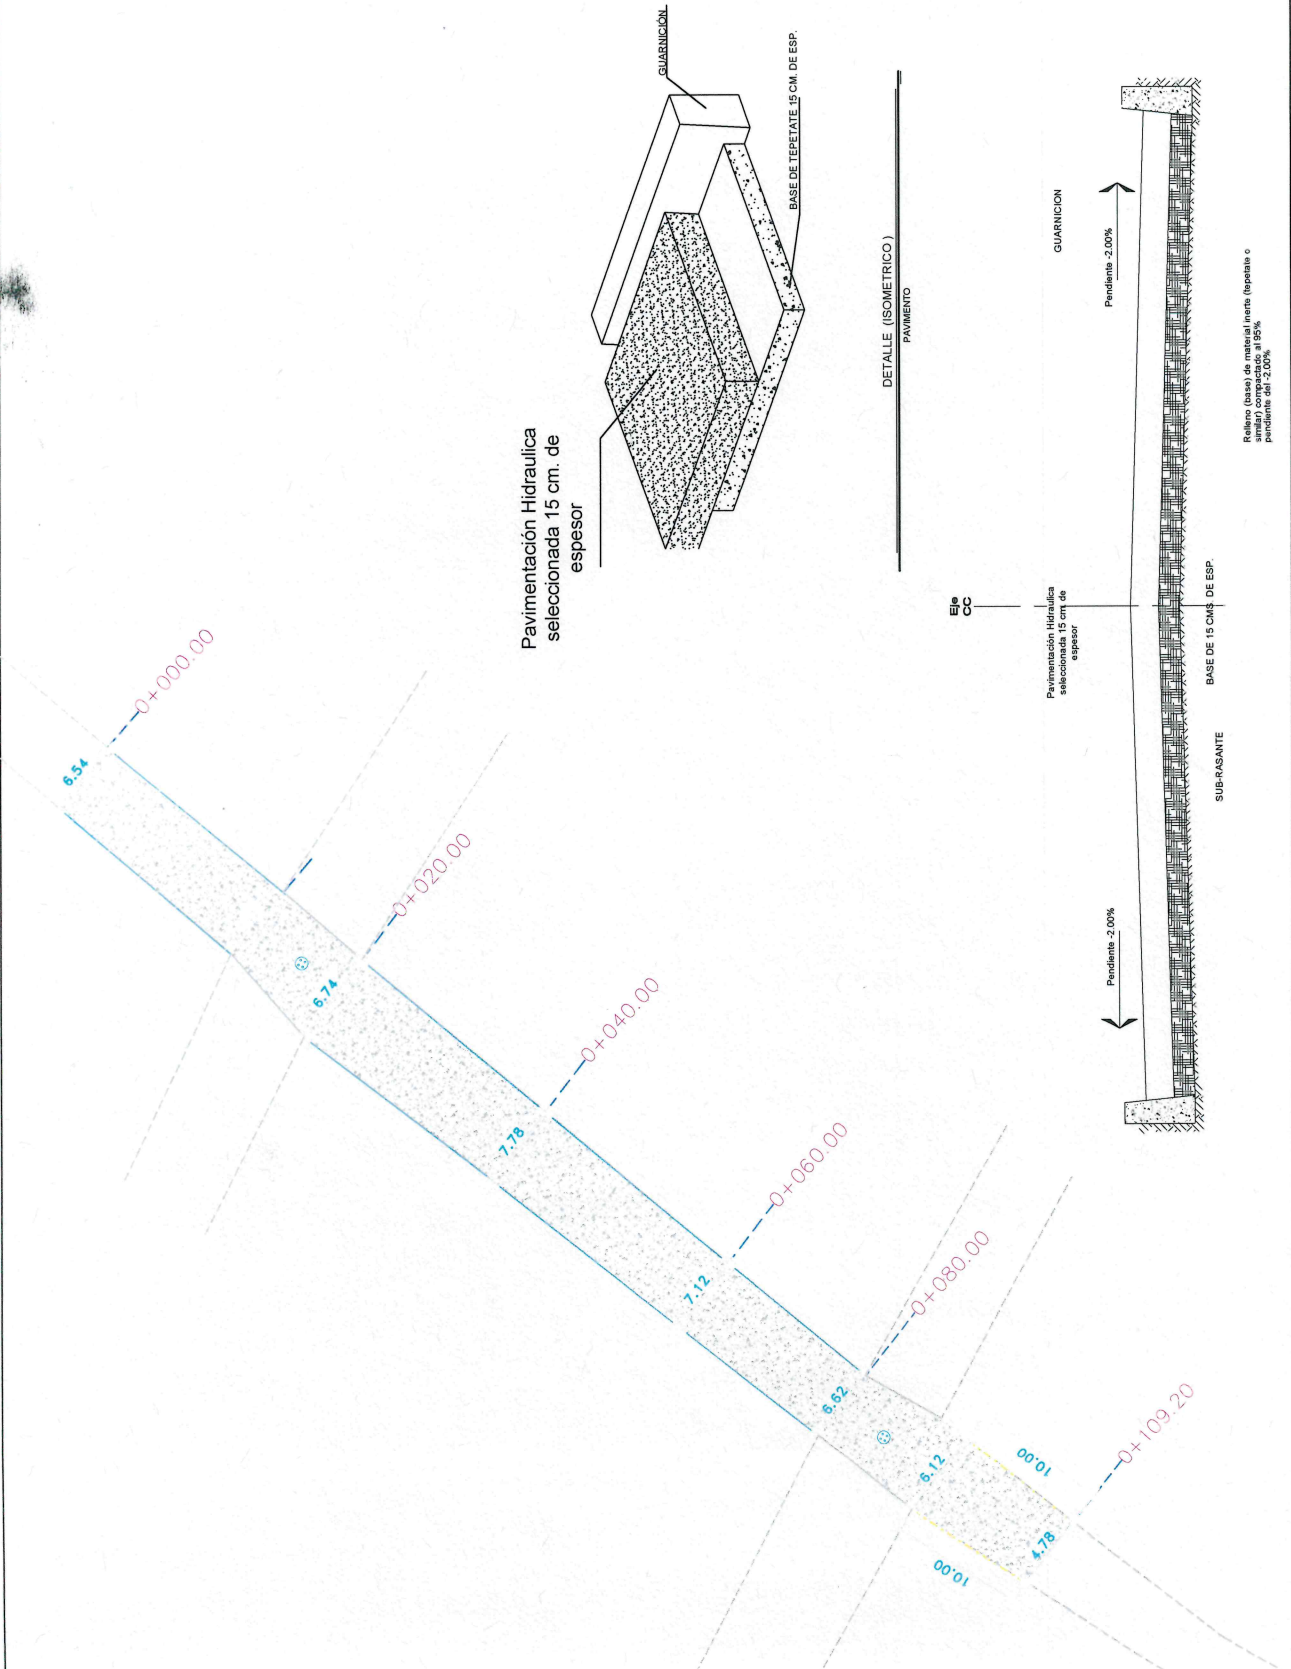 GUARNICIÓN
BASE DE TEPETATE 15 CM. DE ESP.
Pavimentación Hidraulica
seleccionada 15 cm. de
espesor
DETALLE (ISOMETRICO )
PAVIMENTO
6.54
0+000.00
0+020.00
6.74
0+040.00
7.78
0+060.00
7.12
0+080.00
6.62
6.12
10.00
10.00
4.78
0+109.20
Eje
CC
Pavimentación Hidraulica
seleccionada 15 cm. de
espesor
GUARNICION
Pendiente -2.00%
Pendiente -2.00%
SUB-RASANTE
BASE DE 15 CMS. DE ESP.
Relleno (base) de material inerte (tepetate o
similar) compactado al 95%
pendiente del -2.00%